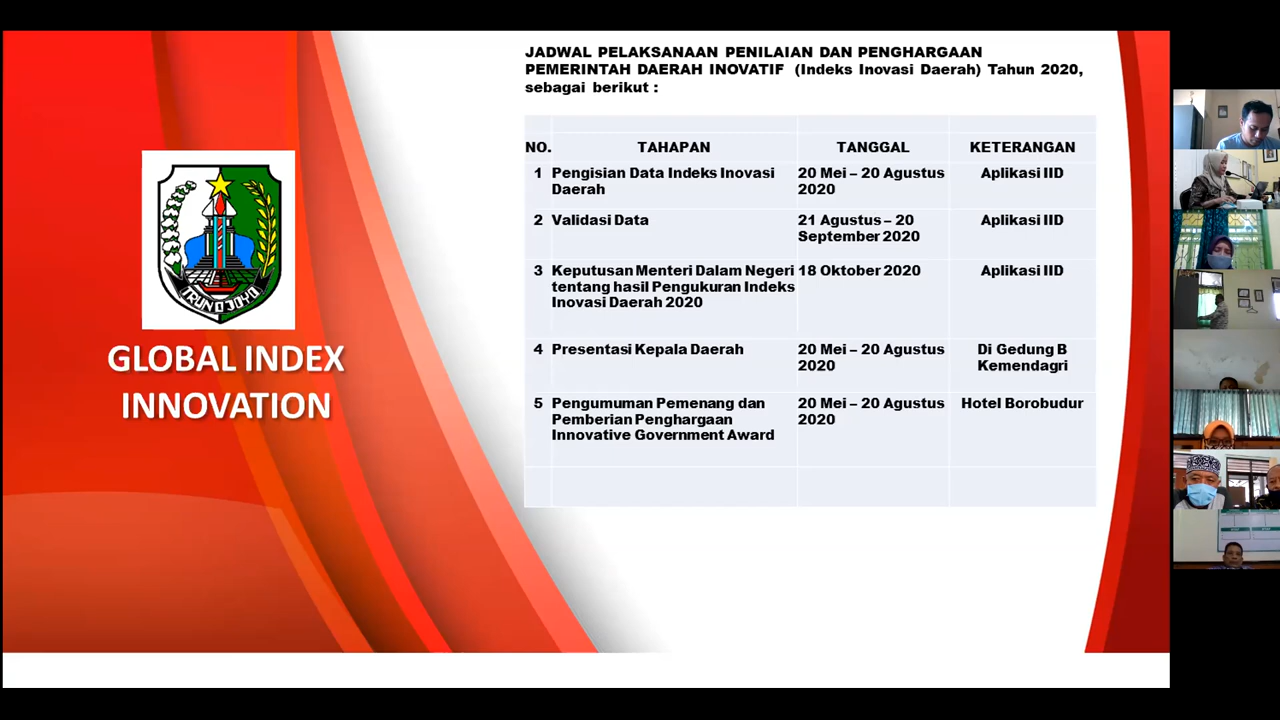 JADWAL PELAKSANAAN PENILAIAN DAN PENGHARGAAN
PEMERINTAH DAERAH INOVATIF (Indeks Inovasi Daerah) Tahun 2020,
sebagai berikut :
NO. TAHAPAN TANGGAL KETERANGAN
1 Pengisian Data Indeks Inovasi 20 Mei – 20 Agustus Aplikasi IID
Daerah 2020
2 Validasi Data 21 Agustus – 20 Aplikasi IID
September 2020
3 Keputusan Menteri Dalam Negeri 18 Oktober 2020 Aplikasi IID
tentang hasil Pengukuran Indeks
Inovasi Daerah 2020
4 Presentasi Kepala Daerah 20 Mei – 20 Agustus Di Gedung B
2020 Kemendagri
5 Pengumuman Pemenang dan 20 Mei – 20 Agustus Hotel Borobudur
Pemberian Penghargaan 2020
Innovative Government Award
TRUNOJOYO
GLOBAL INDEX
INNOVATION